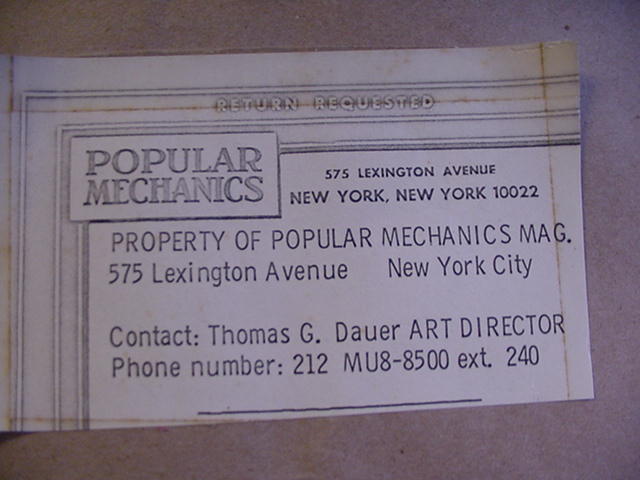 RETURN REQUESTED
POPULAR
MECHANICS
575 LEXINGTON AVENUE
NEW YORK, NEW YORK 10022
PROPERTY OF POPULAR MECHANICS MAG.
575 Lexington Avenue New York City
Contact: Thomas G. Dauer ART DIRECTOR
Phone number: 212 MU8-8500 ext. 240